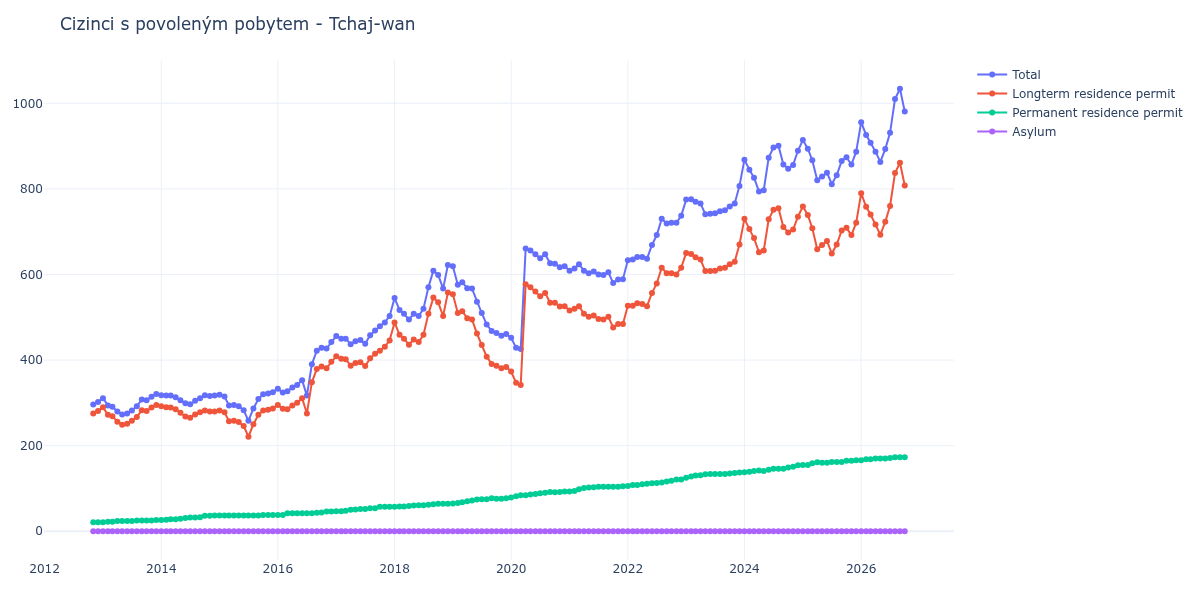 Cizinci s povoleným pobytem - Tchaj-wan
Total
Longterm residence permit
Permanent residence permit
Asylum
1000
800
600
400
200
0
2012 2014 2016 2018 2020 2022 2024 2026